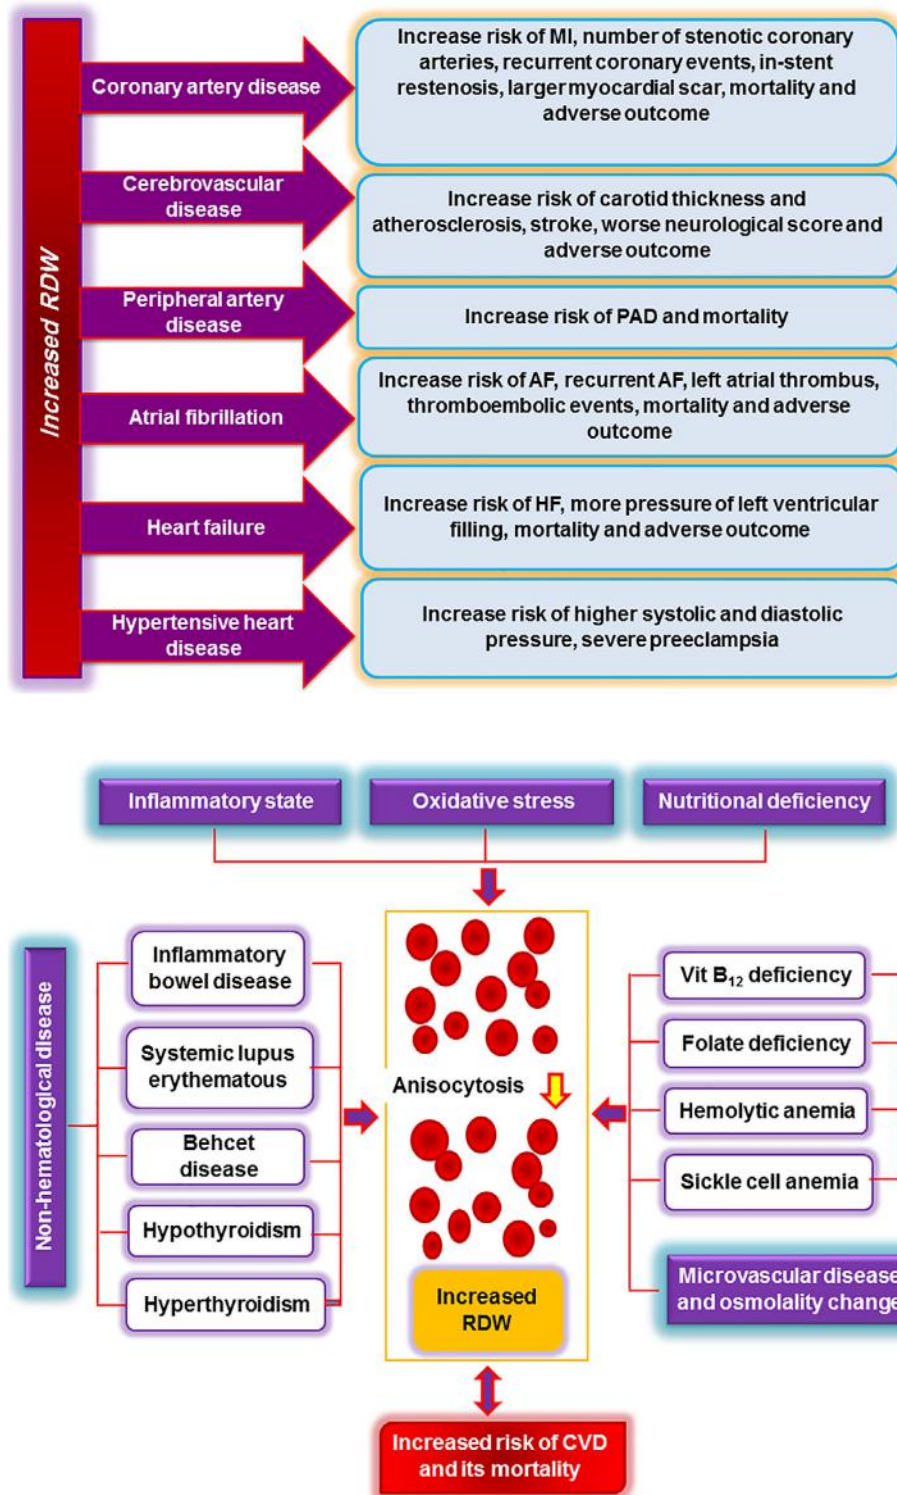 Increased RDW
Coronary artery disease
Increase risk of MI, number of stenotic coronary
arteries, recurrent coronary events, in-stent
restenosis, larger myocardial scar, mortality and
adverse outcome
Cerebrovascular
disease
Increase risk of carotid thickness and
atherosclerosis, stroke, worse neurological score and
adverse outcome
Peripheral artery
disease
Increase risk of PAD and mortality
Atrial fibrillation
Increase risk of AF, recurrent AF, left atrial thrombus,
thromboembolic events, mortality and adverse
outcome
Heart failure
Increase risk of HF, more pressure of left ventricular
filling, mortality and adverse outcome
Hypertensive heart
disease
Increase risk of higher systolic and diastolic
pressure, severe preeclampsia
Inflammatory state
Oxidative stress
Nutritional deficiency
Non-hematological disease
Inflammatory
bowel disease
Systemic lupus
erythematous
Behcet
disease
Hypothyroidism
Hyperthyroidism
Anisocytosis
Increased
RDW
Vit B₁₂ deficiency
Folate deficiency
Hemolytic anemia
Sickle cell anemia
Microvascular disease
and osmolality change
Increased risk of CVD
and its mortality